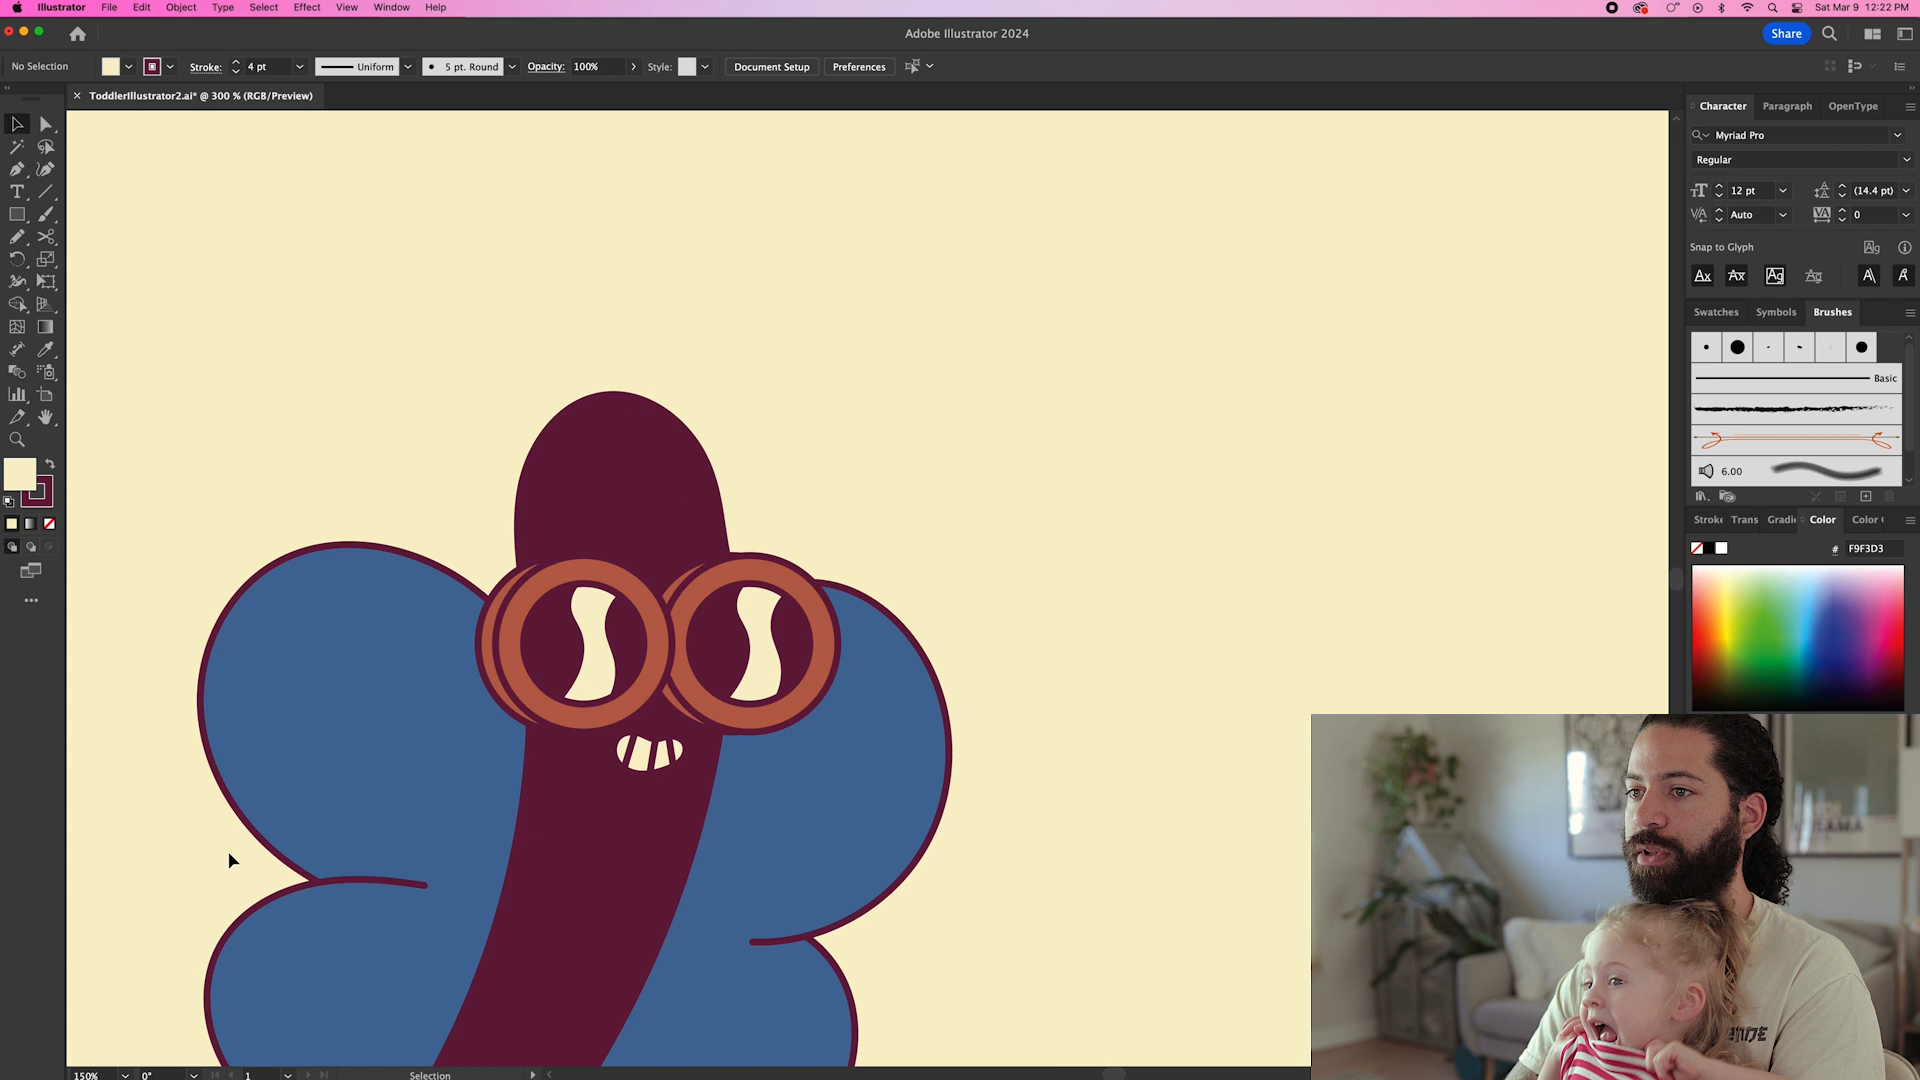 Illustrator File Edit Object Type Select Effect View Window Help
Sat Mar 9 12:22 PM
Adobe Illustrator 2024
Share
No Selection
Stroke: 4 pt
Uniform
5 pt. Round
Opacity: 100%
Style:
Document Setup
Preferences
ToddlerIllustrator2.ai* @ 300 % (RGB/Preview)
Character Paragraph OpenType
Myriad Pro
Regular
12 pt
(14.4 pt)
Auto
0
Snap to Glyph
Swatches Symbols Brushes
Basic
6.00
Stroke Trans Gradi Color Color
# F9F3D3
150%
0°
1
Selection